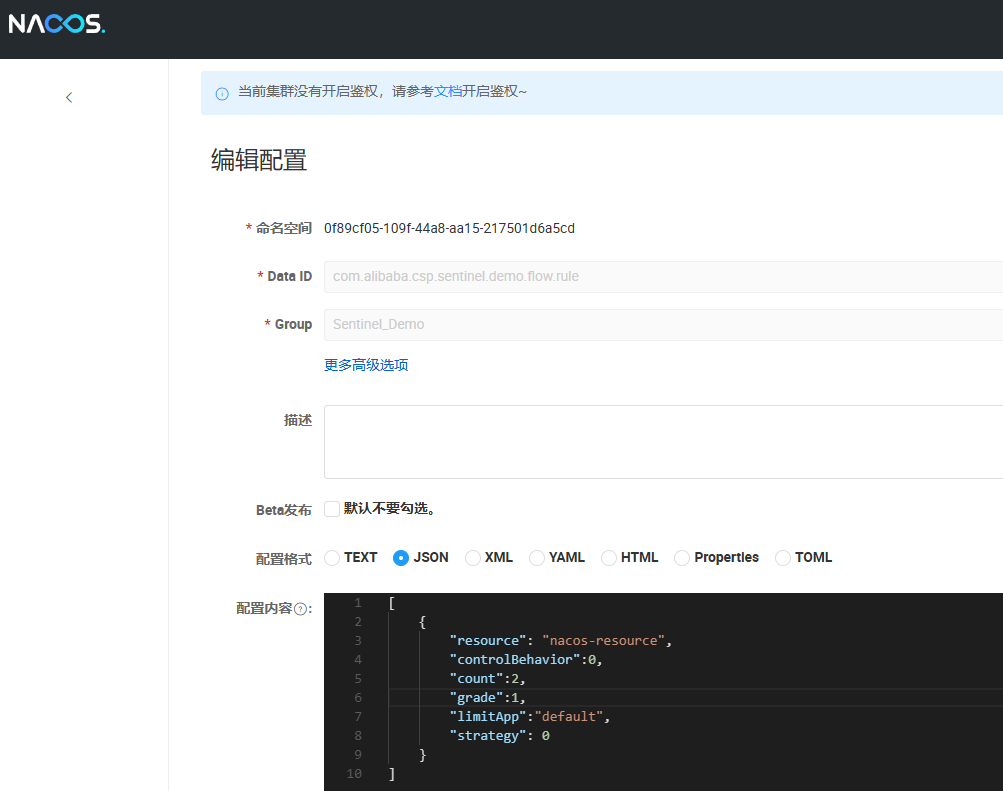 NACOS.
当前集群没有开启鉴权，请参考文档开启鉴权~
编辑配置
* 命名空间 0f89cf05-109f-44a8-aa15-217501d6a5cd
* Data ID com.alibaba.csp.sentinel.demo.flow.rule
* Group Sentinel_Demo
更多高级选项
描述
Beta发布 默认不要勾选。
配置格式 TEXT JSON XML YAML HTML Properties TOML
配置内容?: 1 [
2 {
3 "resource": "nacos-resource",
4 "controlBehavior":0,
5 "count":2,
6 "grade":1,
7 "limitApp":"default",
8 "strategy": 0
9 }
10 ]